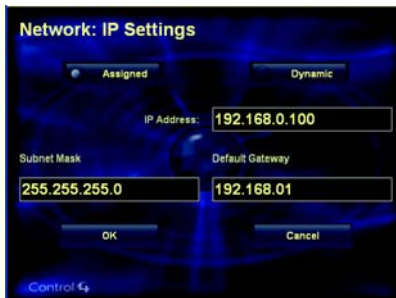 Network: IP Settings
Assigned
Dynamic
IP Address:
192.168.0.100
Subnet Mask
Default Gateway
255.255.255.0
192.168.01
OK
Cancel
Control4